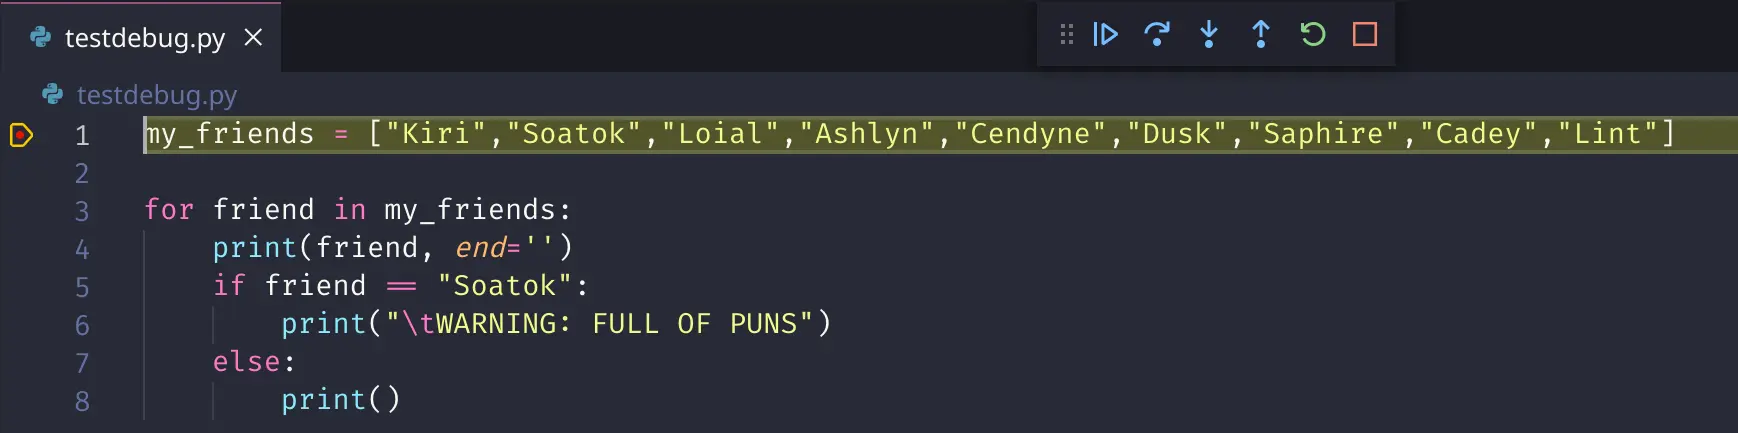 testdebug.py
testdebug.py
1 my_friends = ["Kiri","Soatok","Loial","Ashlyn","Cendyne","Dusk","Saphire","Cadey","Lint"]
2
3 for friend in my_friends:
4     print(friend, end='')
5     if friend == "Soatok":
6         print("\tWARNING: FULL OF PUNS")
7     else:
8         print()